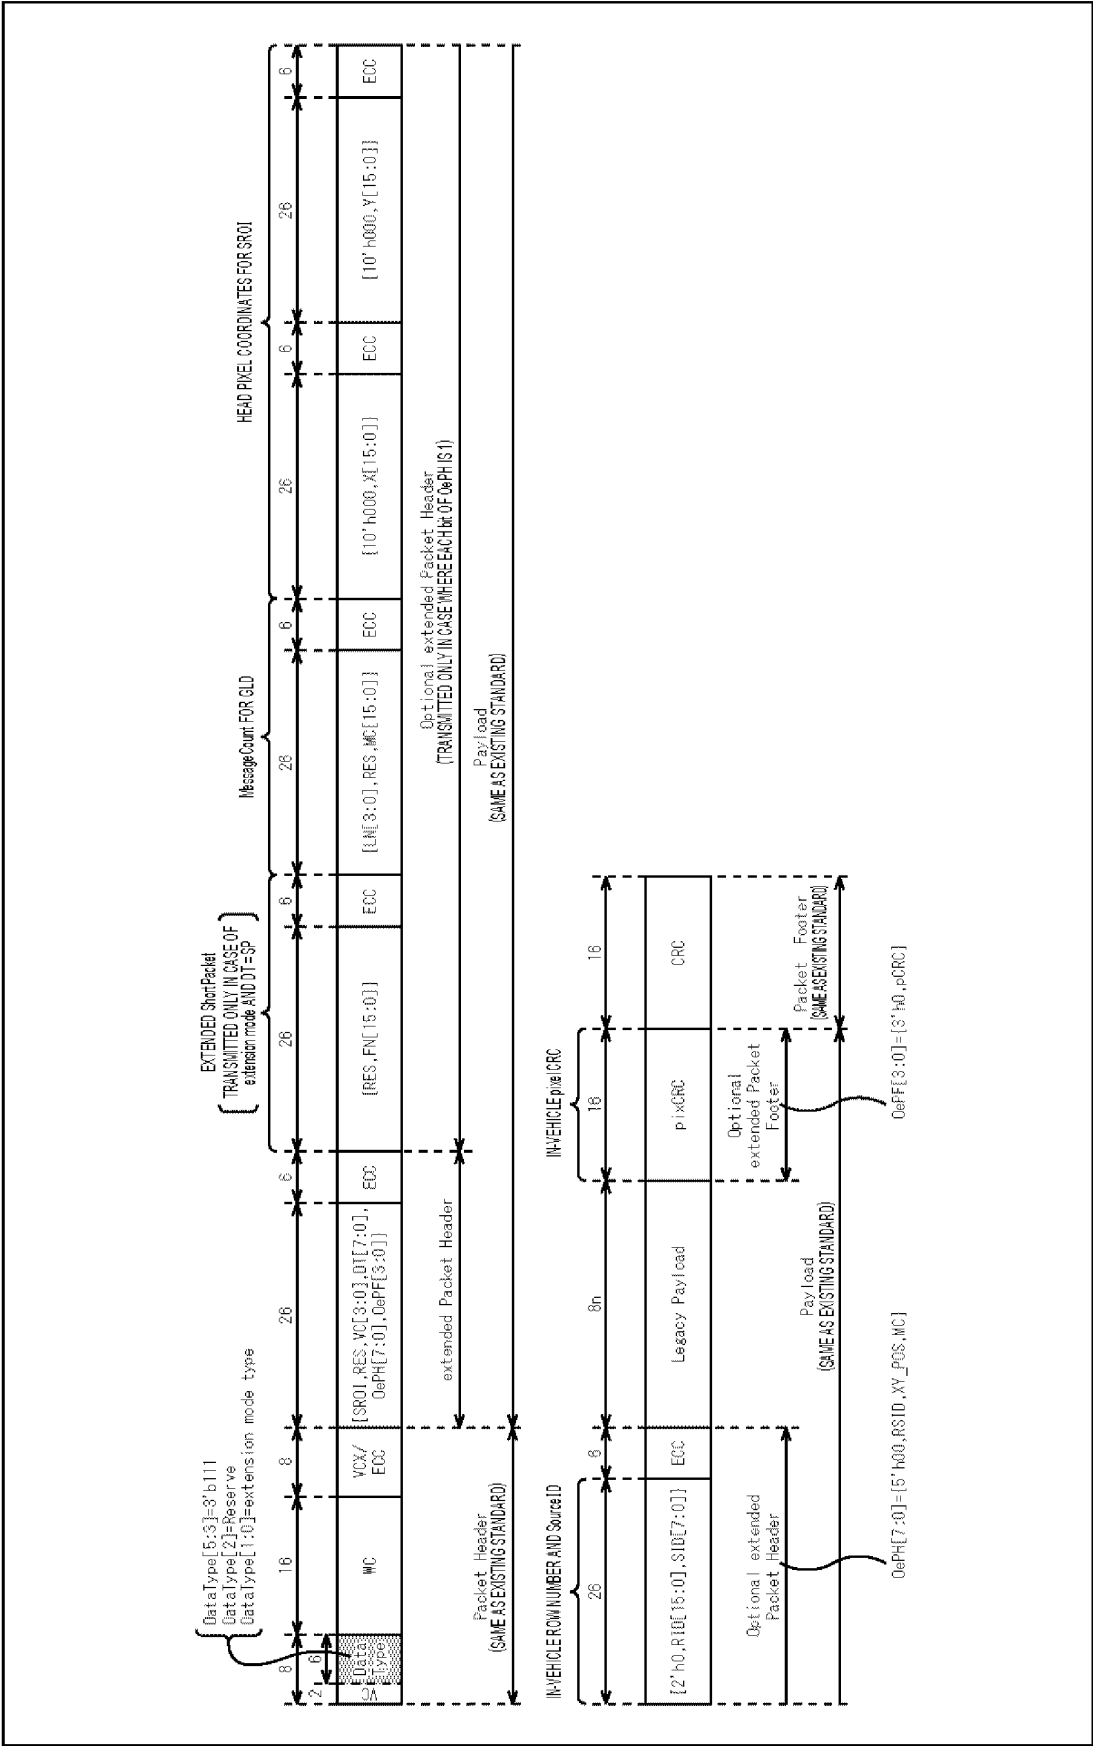 DataType[5:3]=3'b111
DataType[2]=Reserve
DataType[1:0]=extension mode type
EXTENDED Short Packet
TRANSMITTED ONLY IN CASE OF
extension mode AND DT=SP
Message Count FOR GLD
HEAD PIXEL COORDINATES FOR SROI
8
2
6
16
8
26
6
26
6
26
6
26
6
26
6
VC
Data
Type
WC
VCX/
ECC
[SROI,RES,VC[3:0],DT[7:0],
OePH[7:0],OePF[3:0]]
ECC
[RES,FN[15:0]]
ECC
[LN[3:0],RES,MC[15:0]]
ECC
[10'h000,X[15:0]]
ECC
[10'h000,Y[15:0]]
ECC
extended Packet Header
Optional extended Packet Header
(TRANSMITTED ONLY IN CASE WHERE EACH bit OF OePH IS 1)
Packet Header
(SAME AS EXISTING STANDARD)
Payload
(SAME AS EXISTING STANDARD)
IN-VEHICLE ROW NUMBER AND Source ID
IN-VEHICLE pixel CRC
26
6
8n
16
16
[2'h0,RID[15:0],SID[7:0]]
ECC
Legacy Payload
pixCRC
CRC
Optional extended
Packet Header
Optional
extended Packet
Footer
Packet Footer
(SAME AS EXISTING STANDARD)
Payload
(SAME AS EXISTING STANDARD)
OePH[7:0]=[5'h00,RSID,XY_POS,MC]
OePF[3:0]=[3'h0,pCRC]